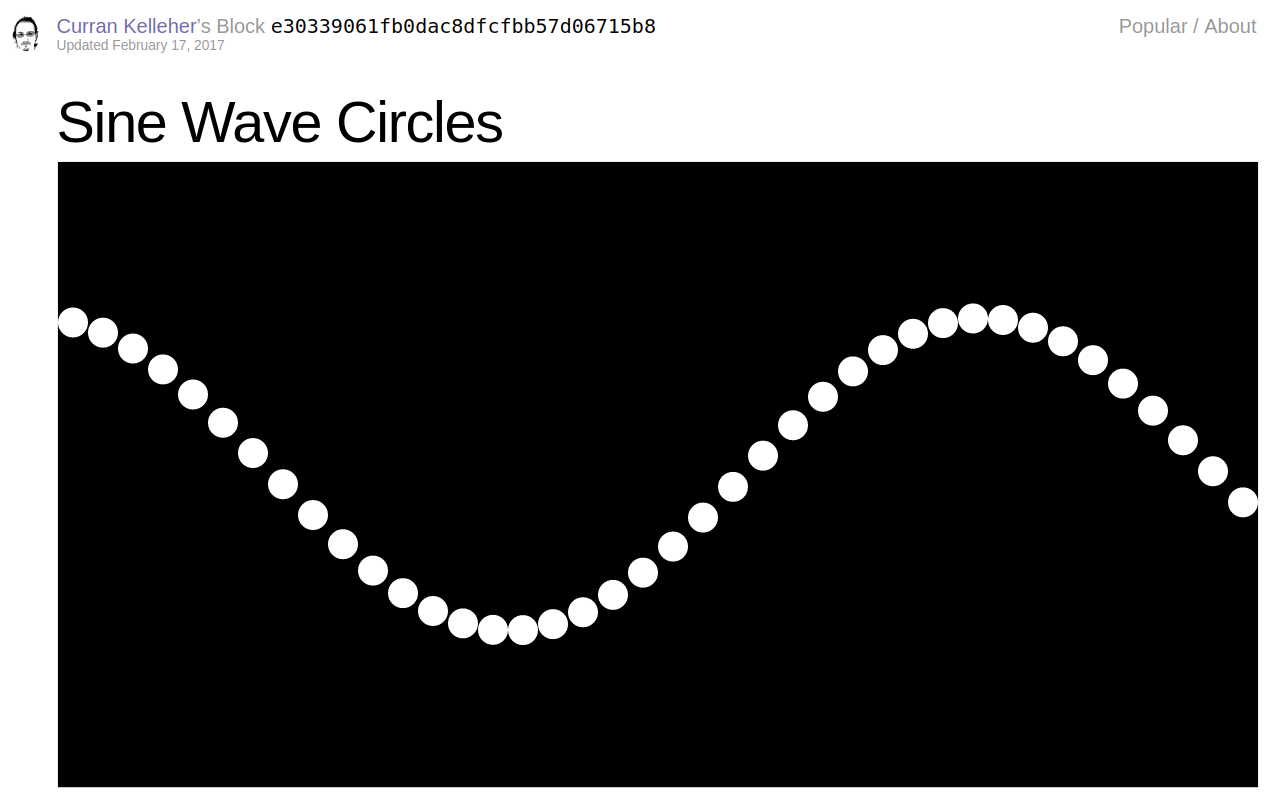 Curran Kelleher's Block e30339061fb0dac8dfcfbb57d06715b8
Popular / About
Updated February 17, 2017
Sine Wave Circles